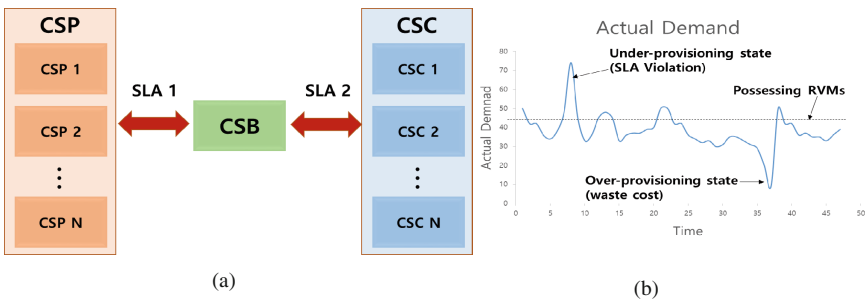 CSP
CSP 1
CSP 2
CSP N
SLA 1
CSB
SLA 2
CSC
CSC 1
CSC 2
CSC N
(a)
Actual Demand
Under-provisioning state
(SLA Violation)
Possessing RVMs
Over-provisioning state
(waste cost)
Actual Demnad
80
70
60
50
40
30
20
10
0
0 5 10 15 20 25 30 35 40 45 50
Time
(b)